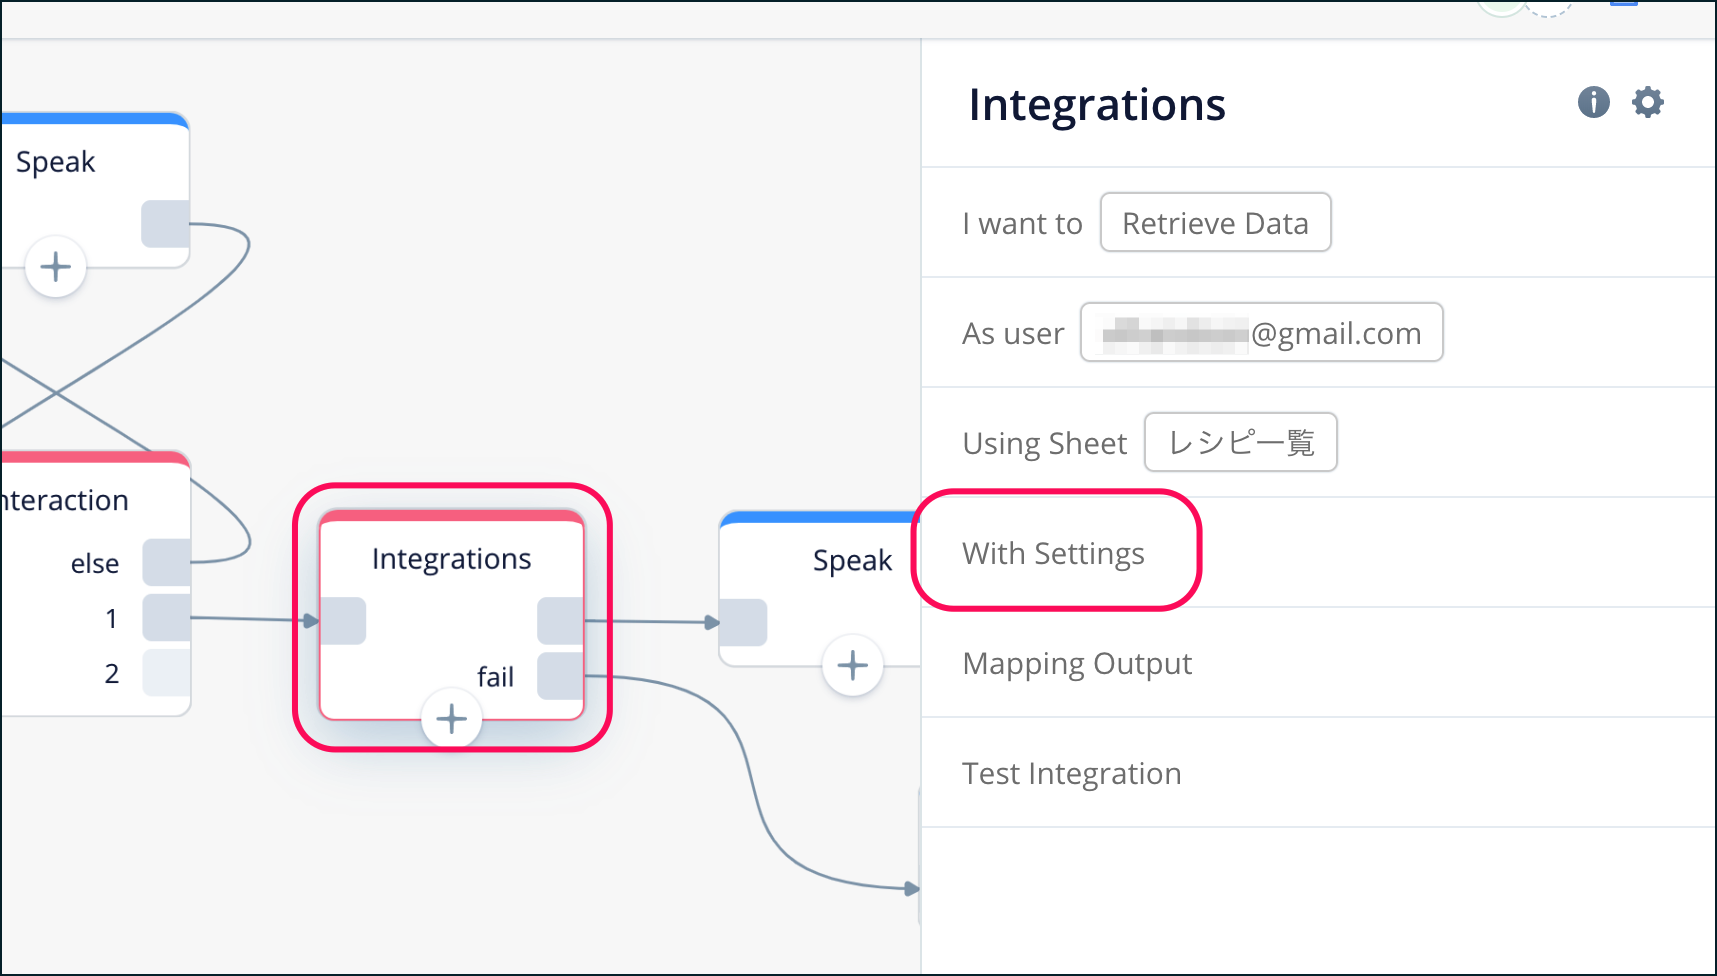 Speak
nteraction
else
1
2
Integrations
fail
Speak
Integrations
I want to Retrieve Data
As user @gmail.com
Using Sheet レシピ一覧
With Settings
Mapping Output
Test Integration